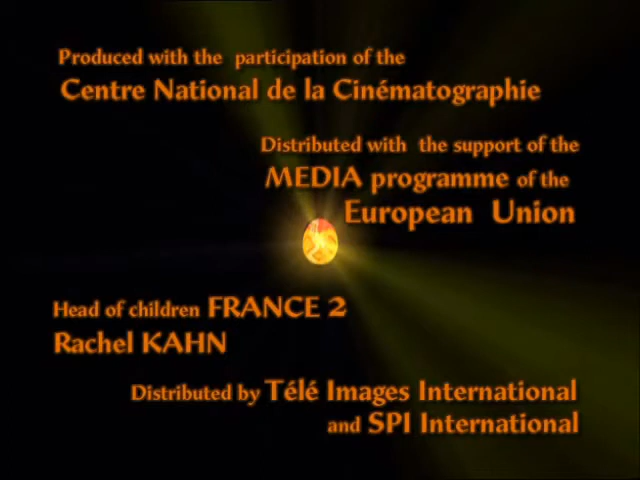 Produced with the participation of the
Centre National de la Cinématographie
Distributed with the support of the
MEDIA programme of the
European Union
Head of children FRANCE 2
Rachel KAHN
Distributed by Télé Images International
and SPI International